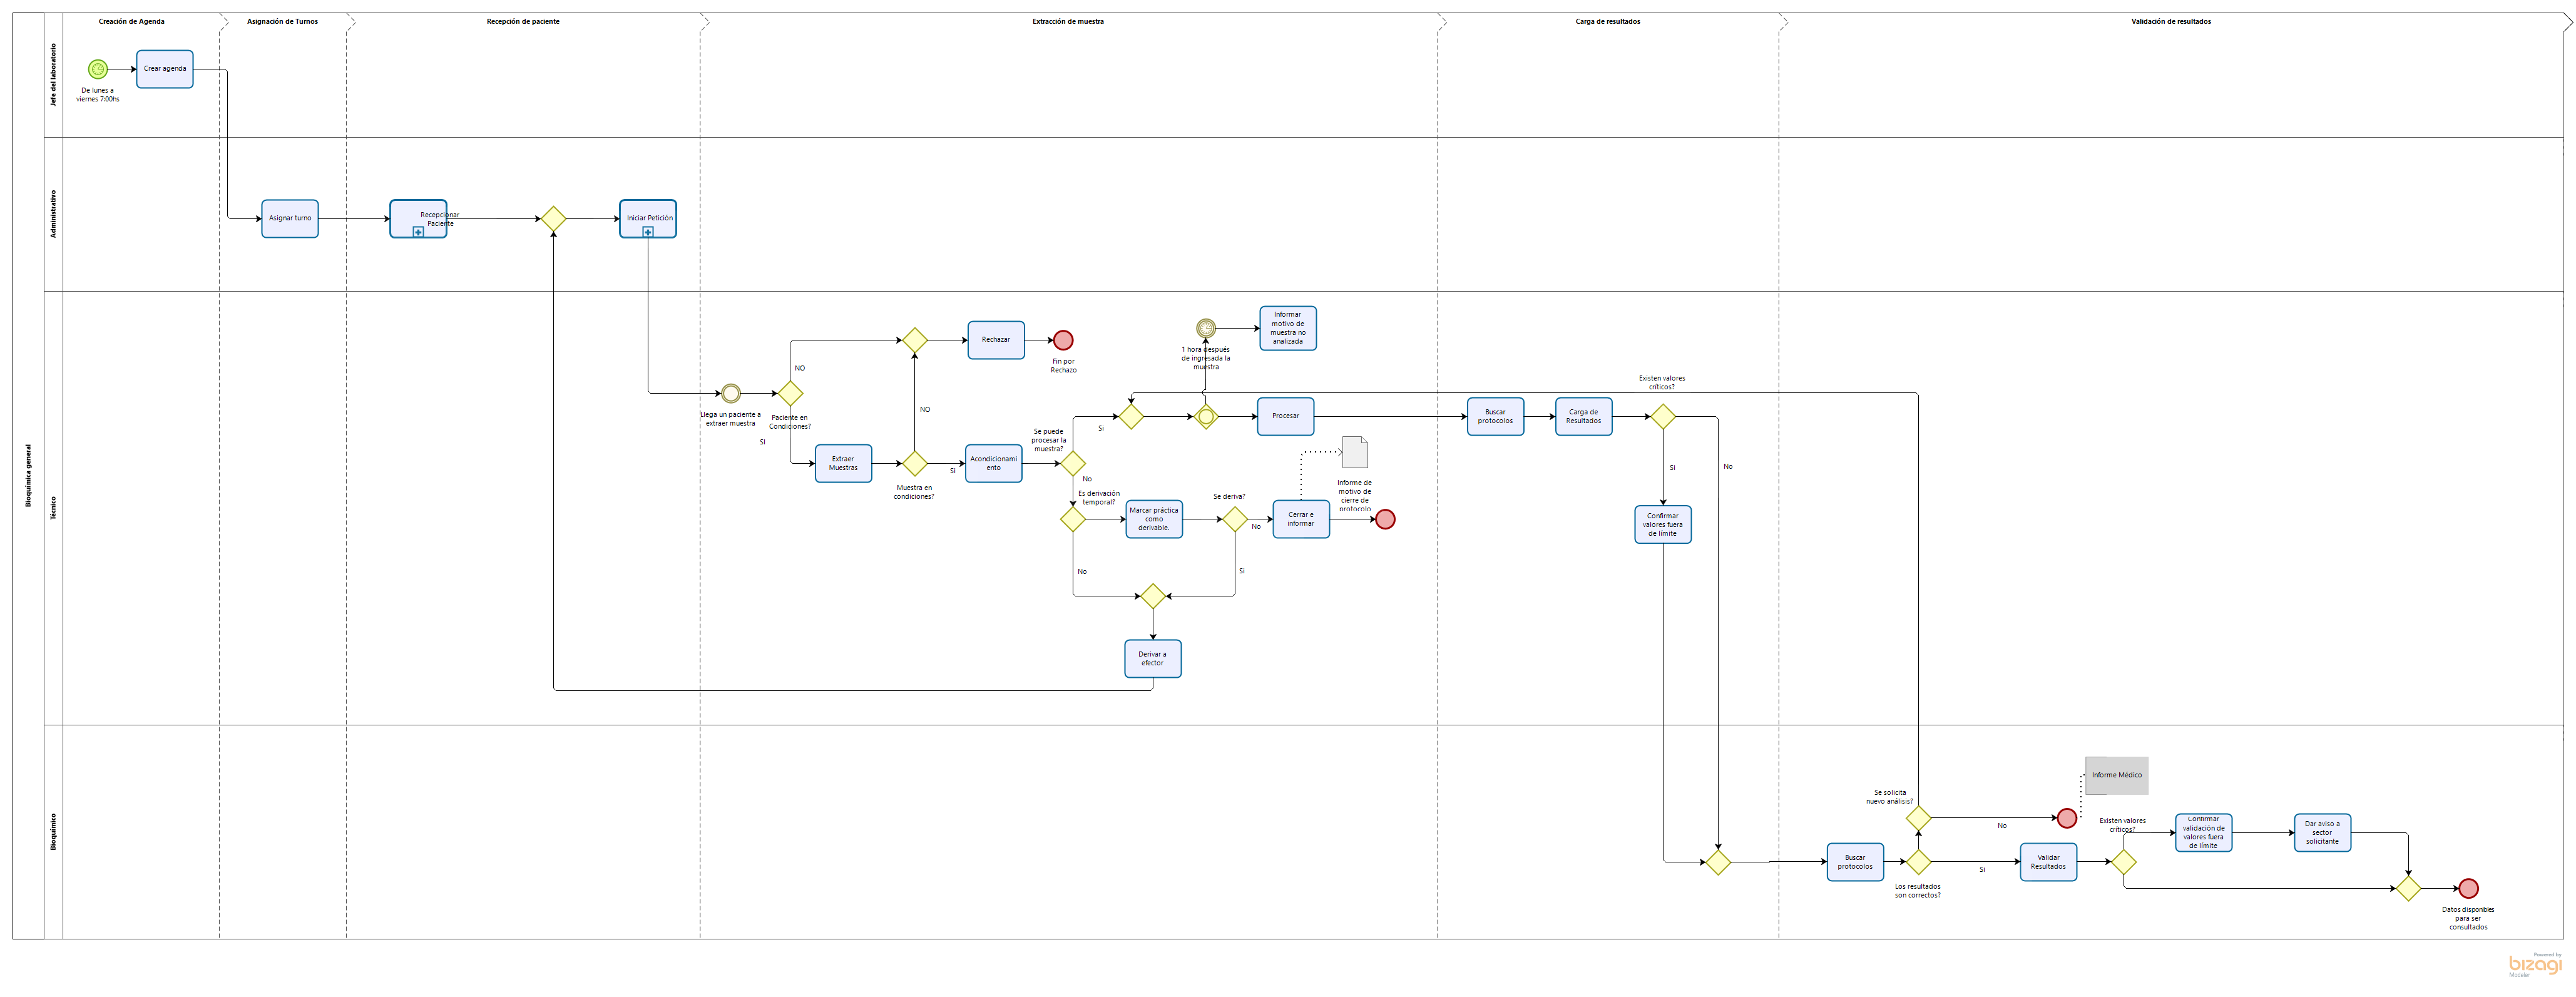 Creación de Agenda
Asignación de Turnos
Recepción de paciente
Extracción de muestra
Carga de resultados
Validación de resultados
Bioquímica general
Jefe del laboratorio
De lunes a
viernes 7:00hs
Crear agenda
Administrativo
Asignar turno
Recepcionar
Paciente
Iniciar Petición
Técnico
Llega un paciente a
extraer muestra
NO
Paciente en
Condiciones?
SI
Extraer
Muestras
NO
Muestra en
condiciones?
Si
Rechazar
Fin por
Rechazo
Acondicionami
ento
Se puede
procesar la
muestra?
Si
No
Es derivación
temporal?
No
Marcar práctica
como
derivable.
Se deriva?
No
Si
Cerrar e
informar
Informe de
motivo de
cierre de
protocolo
Derivar a
efector
1 hora después
de ingresada la
muestra
Informar
motivo de
muestra no
analizada
Procesar
Buscar
protocolos
Carga de
Resultados
Existen valores
críticos?
Si
No
Confirmar
valores fuera
de límite
Bioquímico
Buscar
protocolos
Se solicita
nuevo análisis?
No
Los resultados
son correctos?
Si
Validar
Resultados
Informe Médico
Existen valores
críticos?
Confirmar
validación de
valores fuera
de límite
Dar aviso a
sector
solicitante
Datos disponibles
para ser
consultados
Powered by
bizagi
Modeler